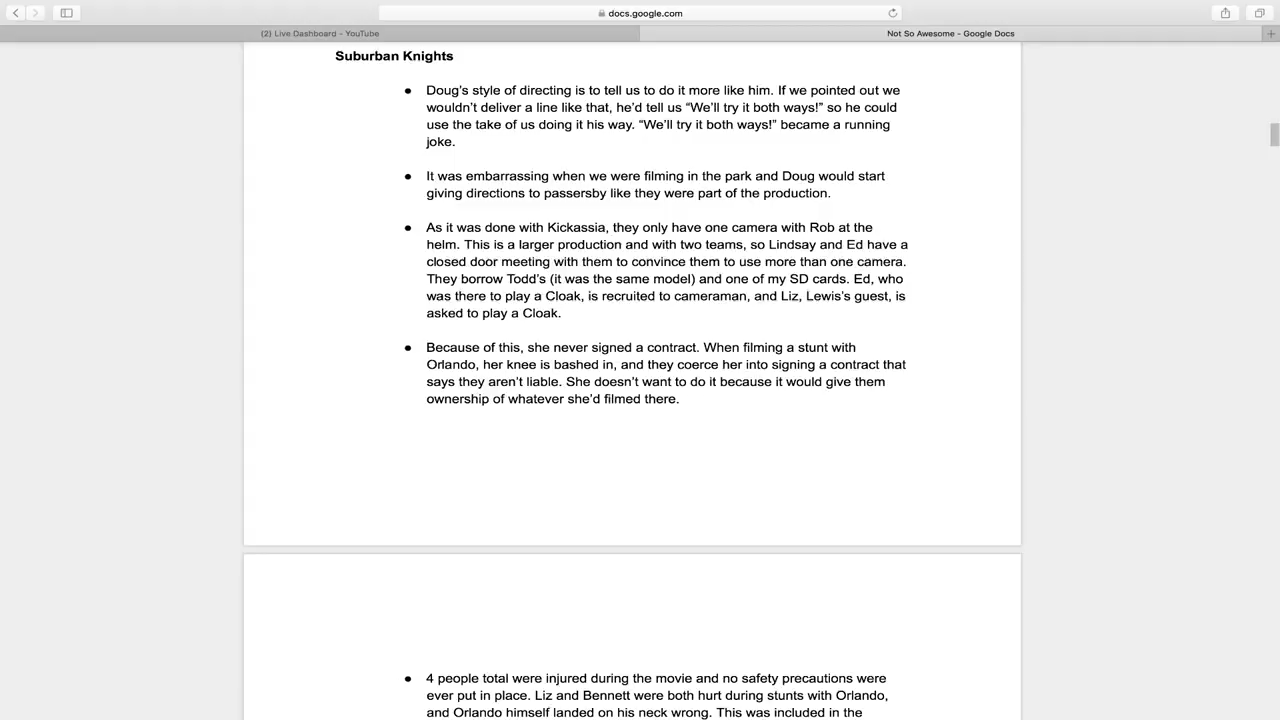 docs.google.com
(2) Live Dashboard - YouTube
Not So Awesome - Google Docs
Suburban Knights
● Doug's style of directing is to tell us to do it more like him. If we pointed out we
wouldn't deliver a line like that, he'd tell us “We'll try it both ways!” so he could
use the take of us doing it his way. “We'll try it both ways!” became a running
joke.
● It was embarrassing when we were filming in the park and Doug would start
giving directions to passersby like they were part of the production.
● As it was done with Kickassia, they only have one camera with Rob at the
helm. This is a larger production and with two teams, so Lindsay and Ed have a
closed door meeting with them to convince them to use more than one camera.
They borrow Todd's (it was the same model) and one of my SD cards. Ed, who
was there to play a Cloak, is recruited to cameraman, and Liz, Lewis's guest, is
asked to play a Cloak.
● Because of this, she never signed a contract. When filming a stunt with
Orlando, her knee is bashed in, and they coerce her into signing a contract that
says they aren't liable. She doesn't want to do it because it would give them
ownership of whatever she'd filmed there.
● 4 people total were injured during the movie and no safety precautions were
ever put in place. Liz and Bennett were both hurt during stunts with Orlando,
and Orlando himself landed on his neck wrong. This was included in the